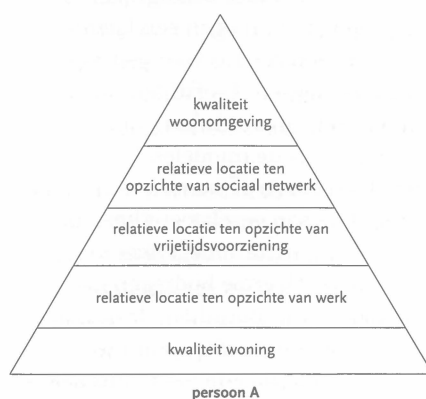 kwaliteit
woonomgeving
relatieve locatie ten
opzichte van sociaal netwerk
relatieve locatie ten opzichte van
vrijetijdsvoorziening
relatieve locatie ten opzichte van werk
kwaliteit woning
persoon A